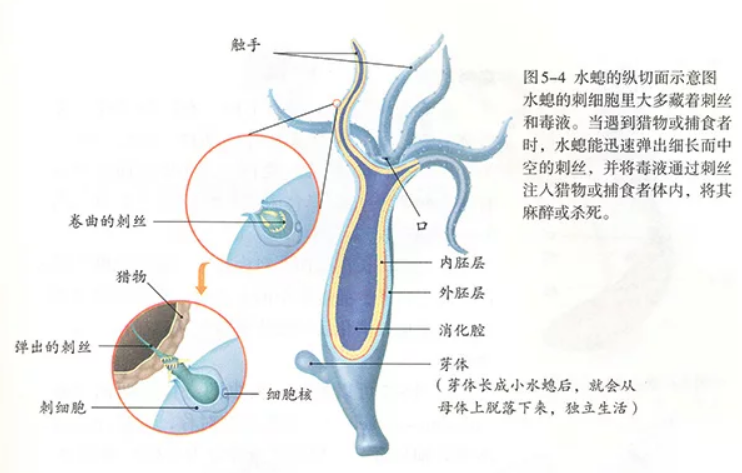 触手
图5-4 水螅的纵切面示意图
水螅的刺细胞里大多藏着刺丝
和毒液。当遇到猎物或捕食者
时，水螅能迅速弹出细长而中
空的刺丝，并将毒液通过刺丝
注入猎物或捕食者体内，将其
麻醉或杀死。
卷曲的刺丝
口
内胚层
猎物
外胚层
消化腔
弹出的刺丝
芽体
（芽体长成小水螅后，就会从
母体上脱落下来，独立生活）
细胞核
刺细胞